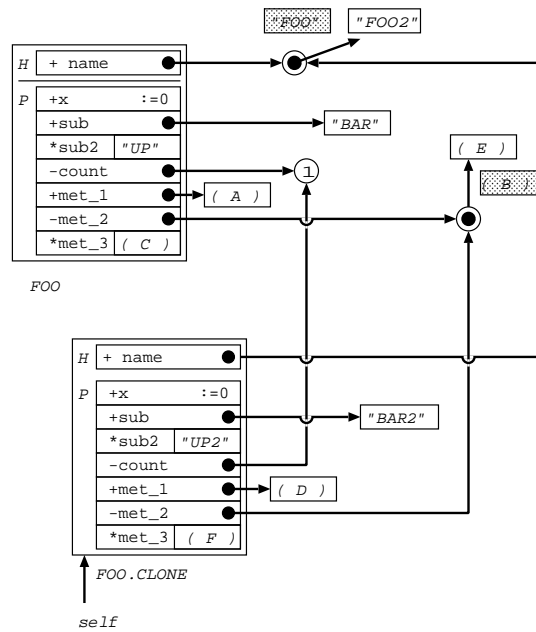 "FOO" "FOO2"
H + name
P +x :=0
+sub "BAR"
*sub2 "UP" ( E )
-count 1
+met_1 ( A ) ( B )
-met_2
*met_3 ( C )
FOO
H + name
P +x :=0
+sub "BAR2"
*sub2 "UP2"
-count
+met_1 ( D )
-met_2
*met_3 ( F )
FOO.CLONE
self